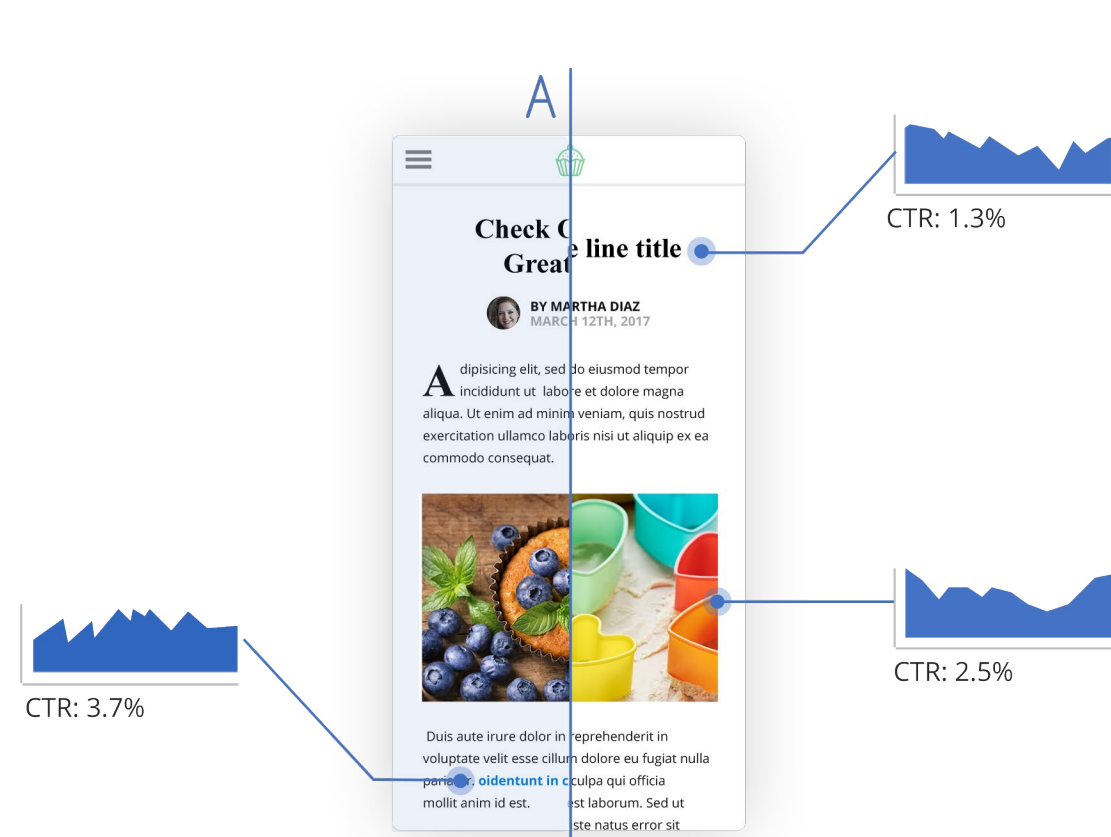 A
CTR: 1.3%
Check
Great
line title
BY MARTHA DIAZ
MARCH 12TH, 2017
A dipisicing elit, sed do eiusmod tempor
incididunt ut labore et dolore magna
aliqua. Ut enim ad minim veniam, quis nostrud
exercitation ullamco laboris nisi ut aliquip ex ea
commodo consequat.
CTR: 2.5%
CTR: 3.7%
Duis aute irure dolor in reprehenderit in
voluptate velit esse cillum dolore eu fugiat nulla
oidentunt in culpa qui officia
mollit anim id est. est laborum. Sed ut
iste natus error sit